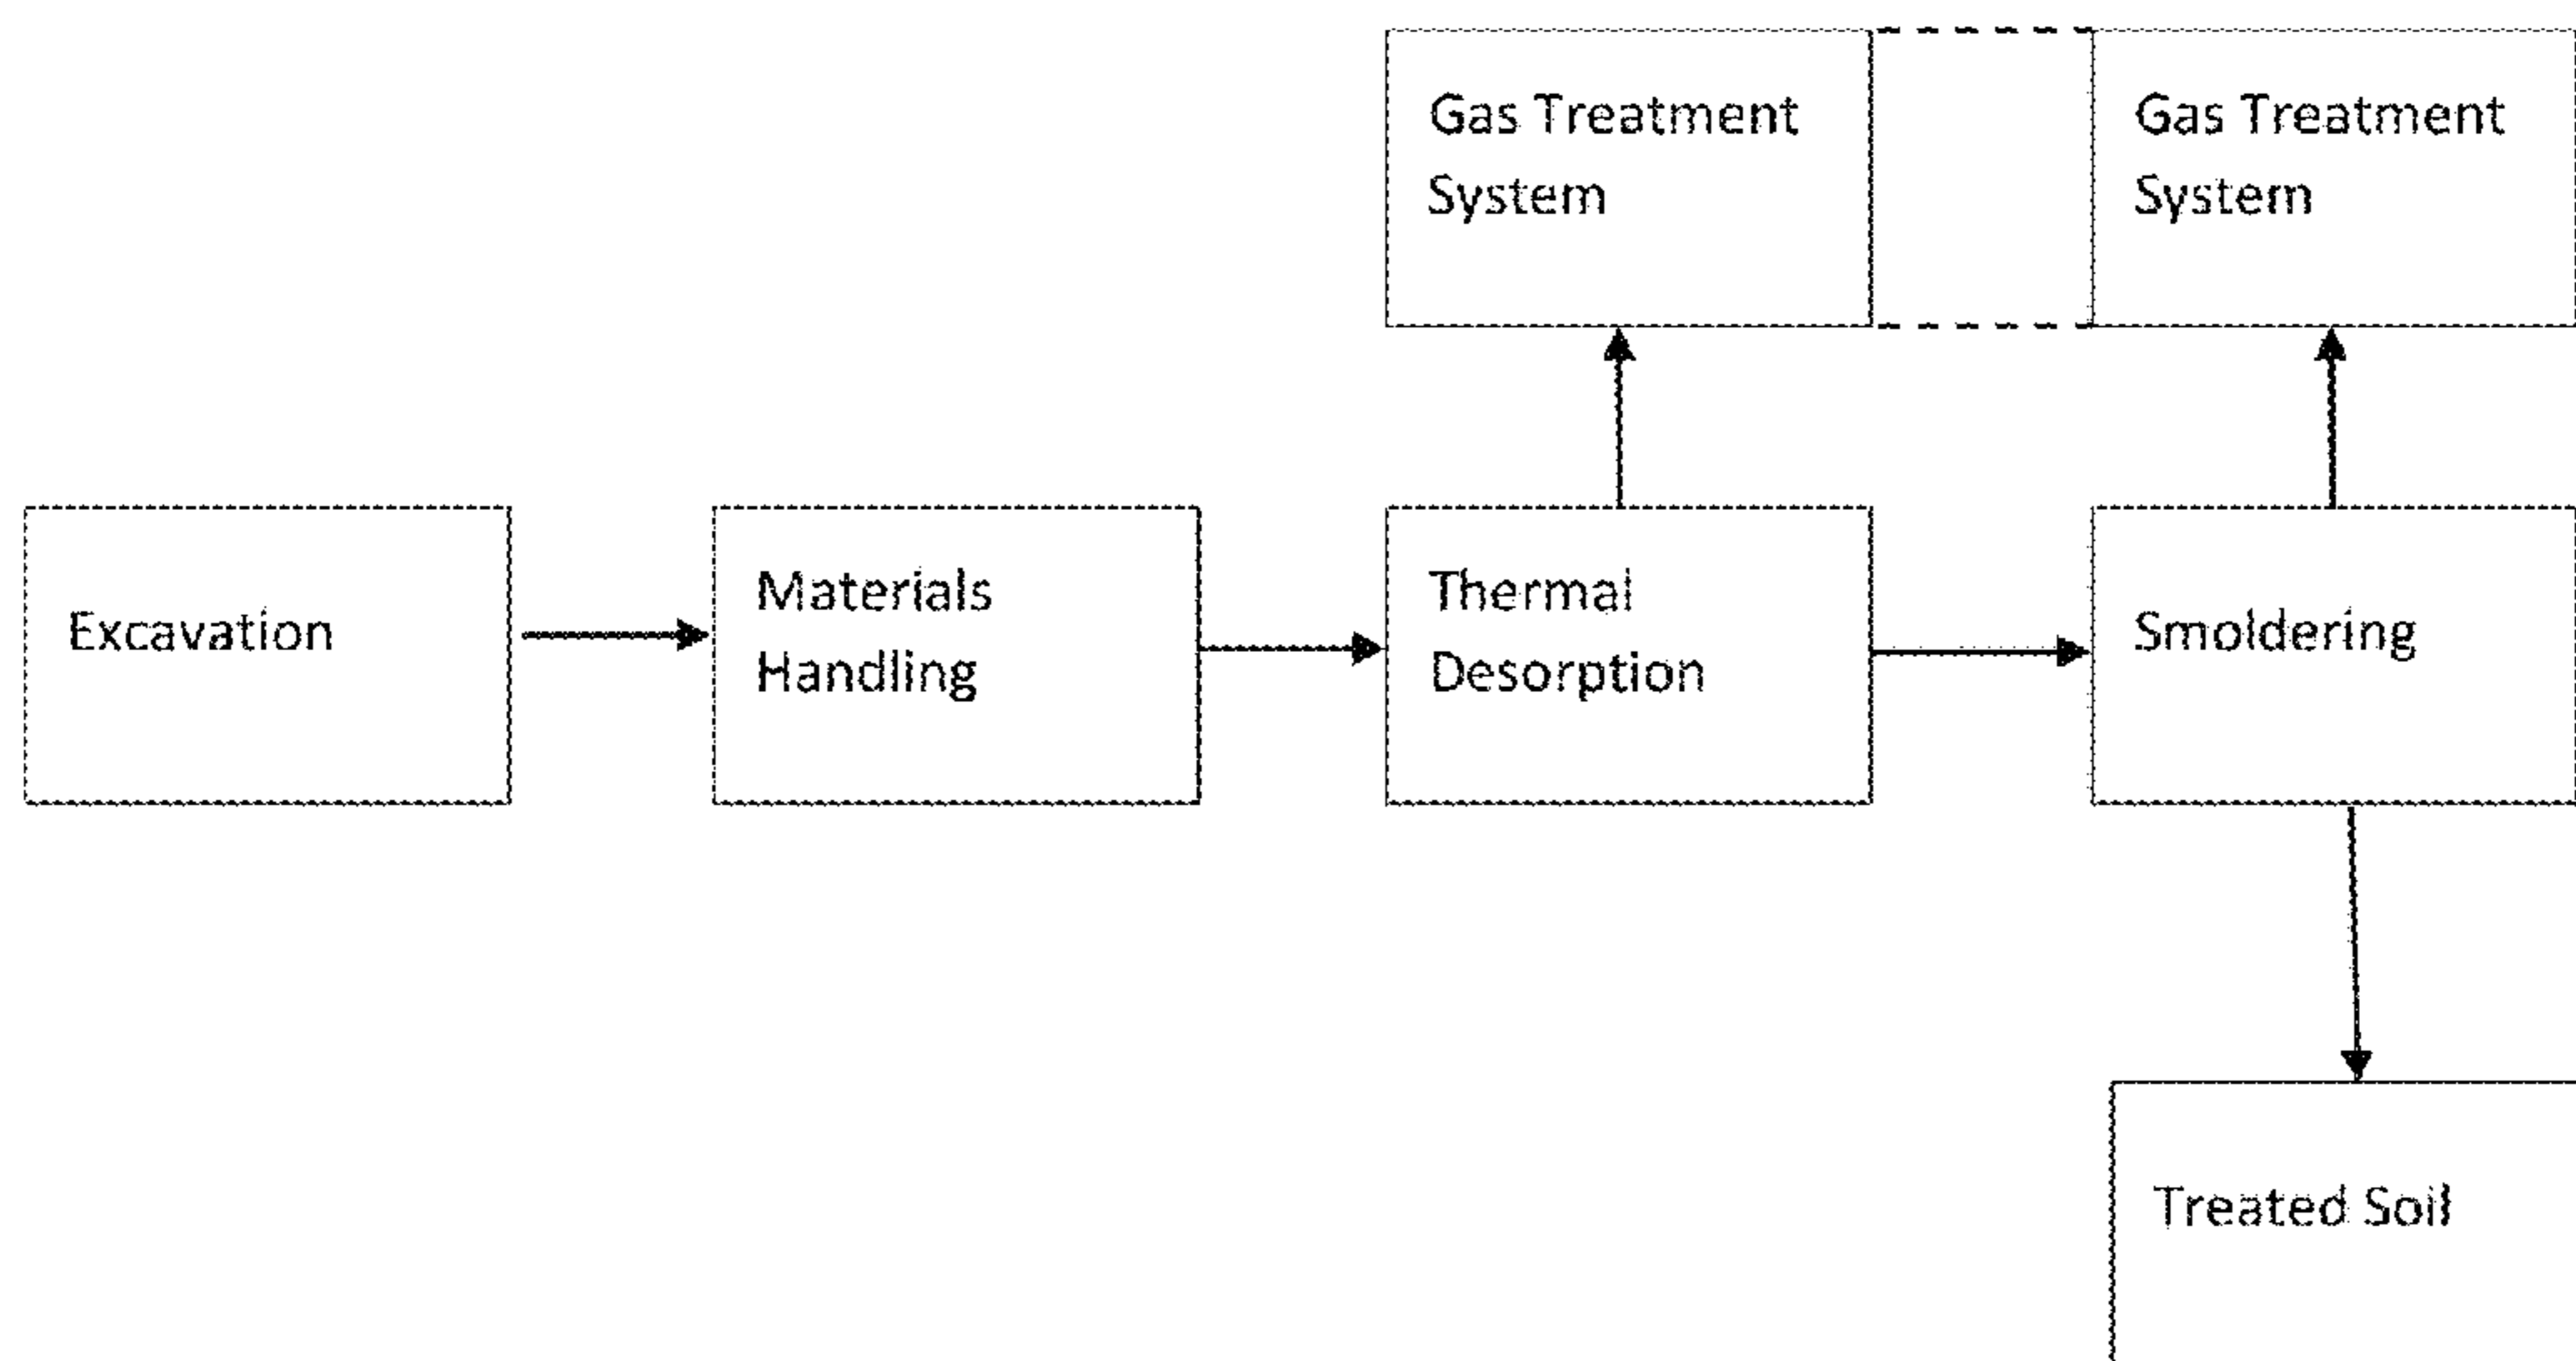 Gas Treatment
System
Gas Treatment
System
Excavation
Materials
Handling
Thermal
Desorption
Smoldering
Treated Soil